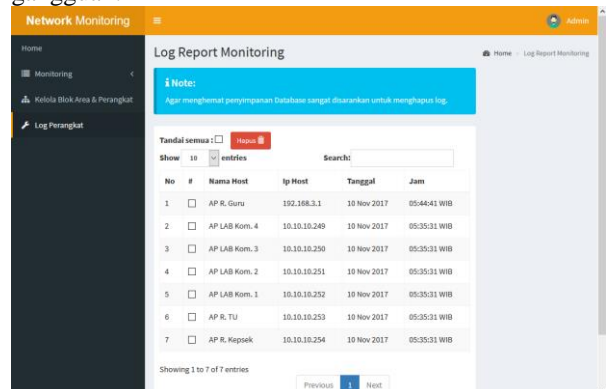 Network Monitoring
Admin
Home
Monitoring
Kelola Blok Area & Perangkat
Log Perangkat
Log Report Monitoring
Home
Log Report Monitoring
i Note:
Agar menghemat penyimpanan Database sangat disarankan untuk menghapus log.
Tandai semua : Hapus
Show 10 entries Search:
No # Nama Host Ip Host Tanggal Jam
1 AP R. Guru 192.168.3.1 10 Nov 2017 05:44:41 WIB
2 AP LAB Kom. 4 10.10.10.249 10 Nov 2017 05:35:31 WIB
3 AP LAB Kom. 3 10.10.10.250 10 Nov 2017 05:35:31 WIB
4 AP LAB Kom. 2 10.10.10.251 10 Nov 2017 05:35:31 WIB
5 AP LAB Kom. 1 10.10.10.252 10 Nov 2017 05:35:31 WIB
6 AP R. TU 10.10.10.253 10 Nov 2017 05:35:31 WIB
7 AP R. Kepsek 10.10.10.254 10 Nov 2017 05:35:31 WIB
Showing 1 to 7 of 7 entries
Previous 1 Next